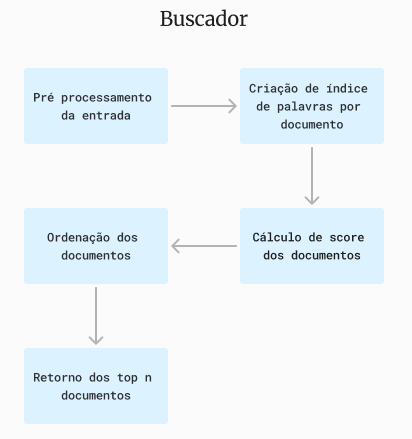 Buscador
Pré processamento
da entrada
Criação de índice
de palavras por
documento
Cálculo de score
dos documentos
Ordenação dos
documentos
Retorno dos top n
documentos